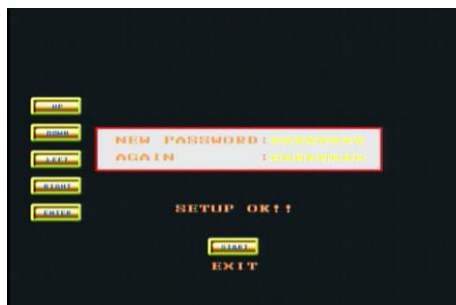 UP
DOWN
NEW PASSWORD:********
LEFT
AGAIN :********
RIGHT
ENTER
SETUP OK!!
START
EXIT